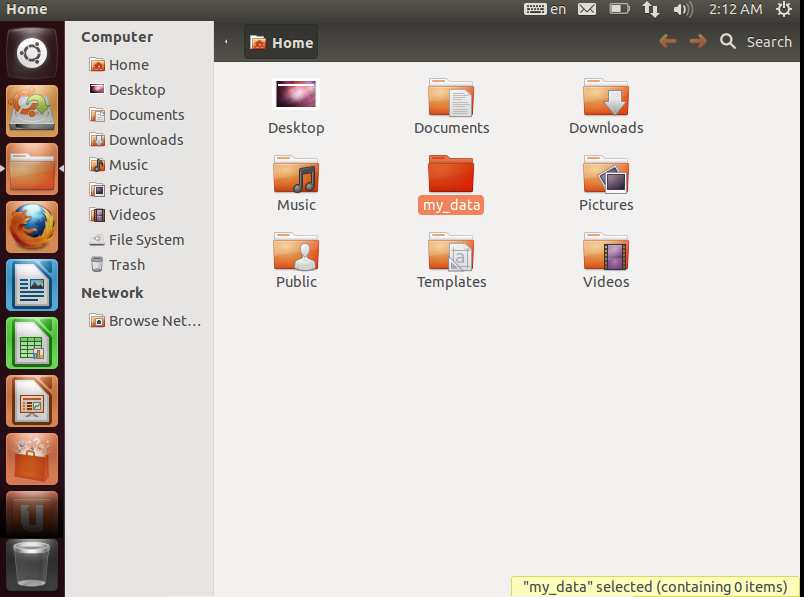 Home
en
2:12 AM
Computer
Home
Desktop
Documents
Downloads
Music
Pictures
Videos
File System
Trash
Network
Browse Net...
Home
Search
Desktop
Documents
Downloads
Music
my_data
Pictures
Public
Templates
Videos
"my_data" selected (containing 0 items)